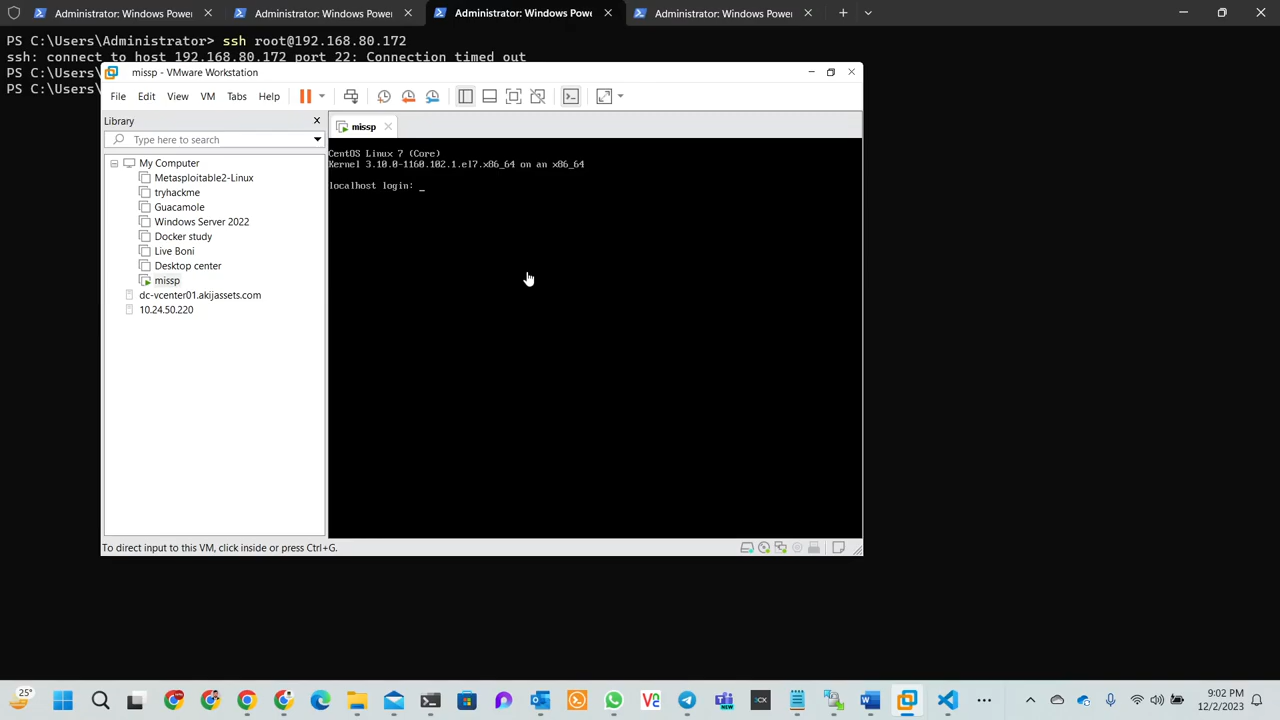 Administrator: Windows Powe
Administrator: Windows Powe
Administrator: Windows Powe
Administrator: Windows Powe
PS C:\Users\Administrator> ssh root@192.168.80.172
ssh: connect to host 192.168.80.172 port 22: Connection timed out
PS C:\Users\
PS C:\Users\
missp - VMware Workstation
File Edit View VM Tabs Help
Library
Type here to search
My Computer
Metasploitable2-Linux
tryhackme
Guacamole
Windows Server 2022
Docker study
Live Boni
Desktop center
missp
dc-vcenter01.akijassets.com
10.24.50.220
missp
CentOS Linux 7 (Core)
Kernel 3.10.0-1160.102.1.el7.x86_64 on an x86_64
localhost login: _
To direct input to this VM, click inside or press Ctrl+G.
25°
NEW
9:02 PM
12/2/2023